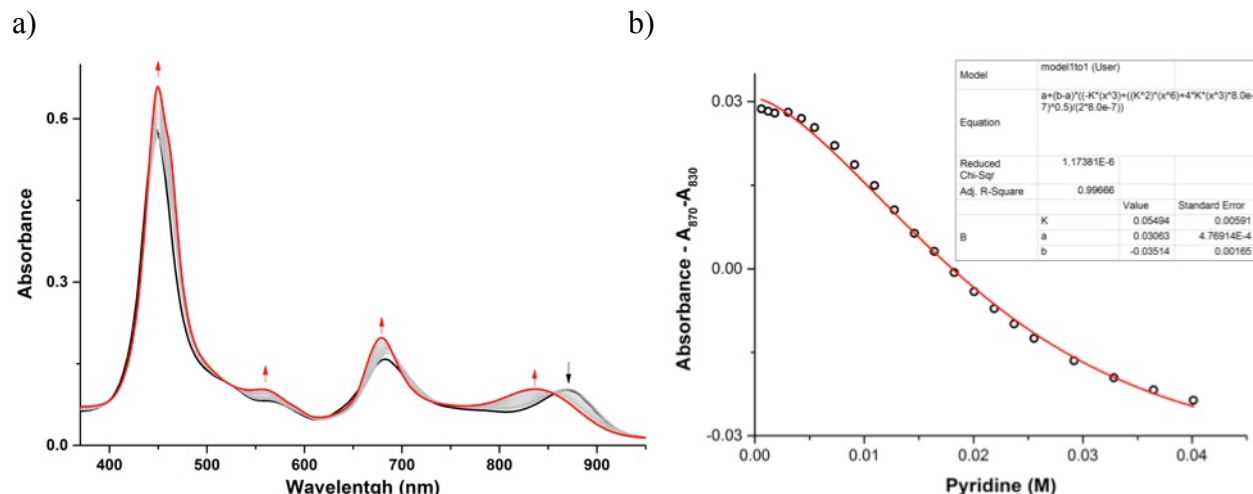 a)
b)
0.6
0.3
0.0
400 500 600 700 800 900
Absorbance
Wavelentgh (nm)
0.03
0.00
-0.03
0.00 0.01 0.02 0.03 0.04
Absorbance - A870-A830
Pyridine (M)
Model model1to1 (User)
Equation a+(b-a)*((-K*(x^3)+((K^2)*(x^6)+4*K*(x^3)*8.0e-
7)^0.5)/(2*8.0e-7))
Reduced
Chi-Sqr 1.17381E-6
Adj. R-Square 0.99666
Value Standard Error
B K 0.05494 0.00591
a 0.03063 4.76914E-4
b -0.03514 0.00165